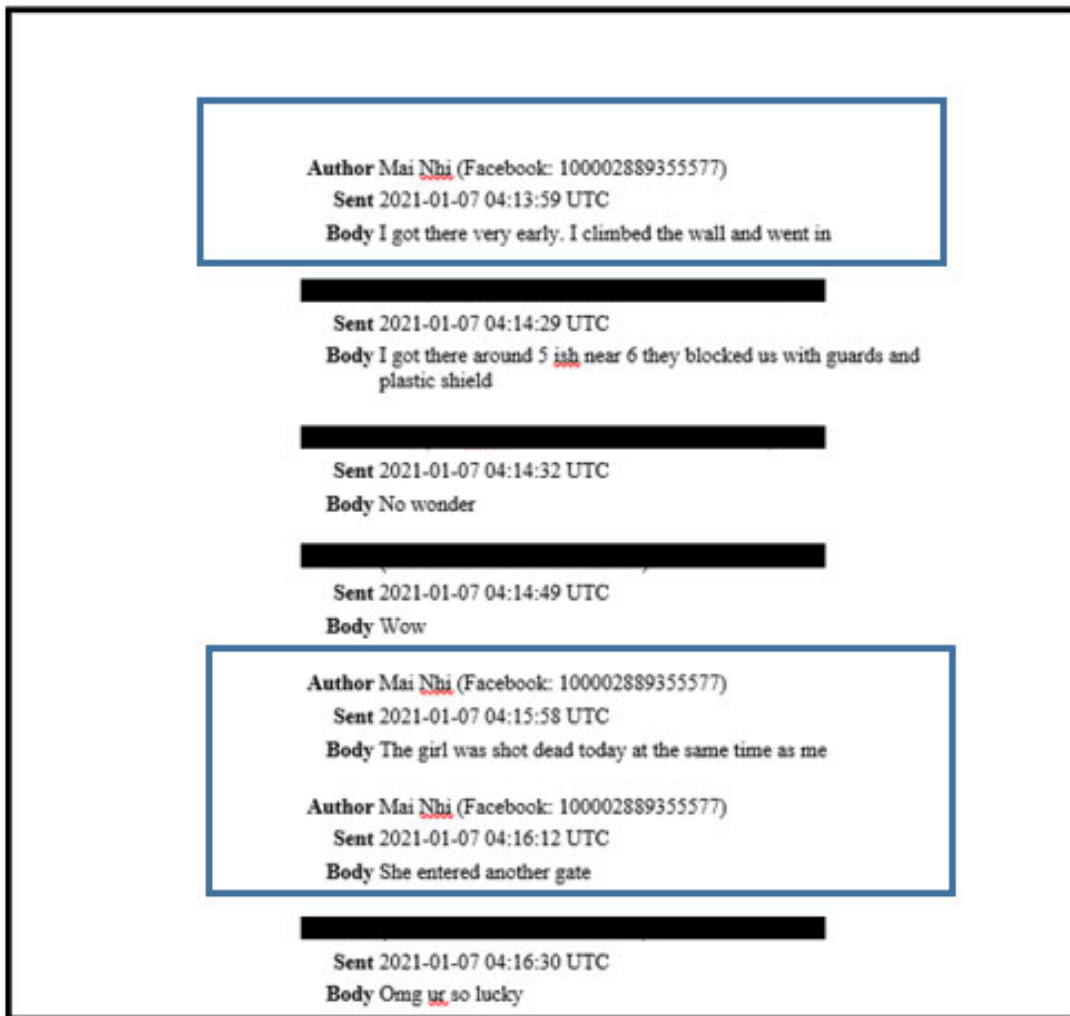 Author Mai Nhi (Facebook: 100002889355577)
Sent 2021-01-07 04:13:59 UTC
Body I got there very early. I climbed the wall and went in
Sent 2021-01-07 04:14:29 UTC
Body I got there around 5 ish near 6 they blocked us with guards and
plastic shield
Sent 2021-01-07 04:14:32 UTC
Body No wonder
Sent 2021-01-07 04:14:49 UTC
Body Wow
Author Mai Nhi (Facebook: 100002889355577)
Sent 2021-01-07 04:15:58 UTC
Body The girl was shot dead today at the same time as me
Author Mai Nhi (Facebook: 100002889355577)
Sent 2021-01-07 04:16:12 UTC
Body She entered another gate
Sent 2021-01-07 04:16:30 UTC
Body Omg ur so lucky